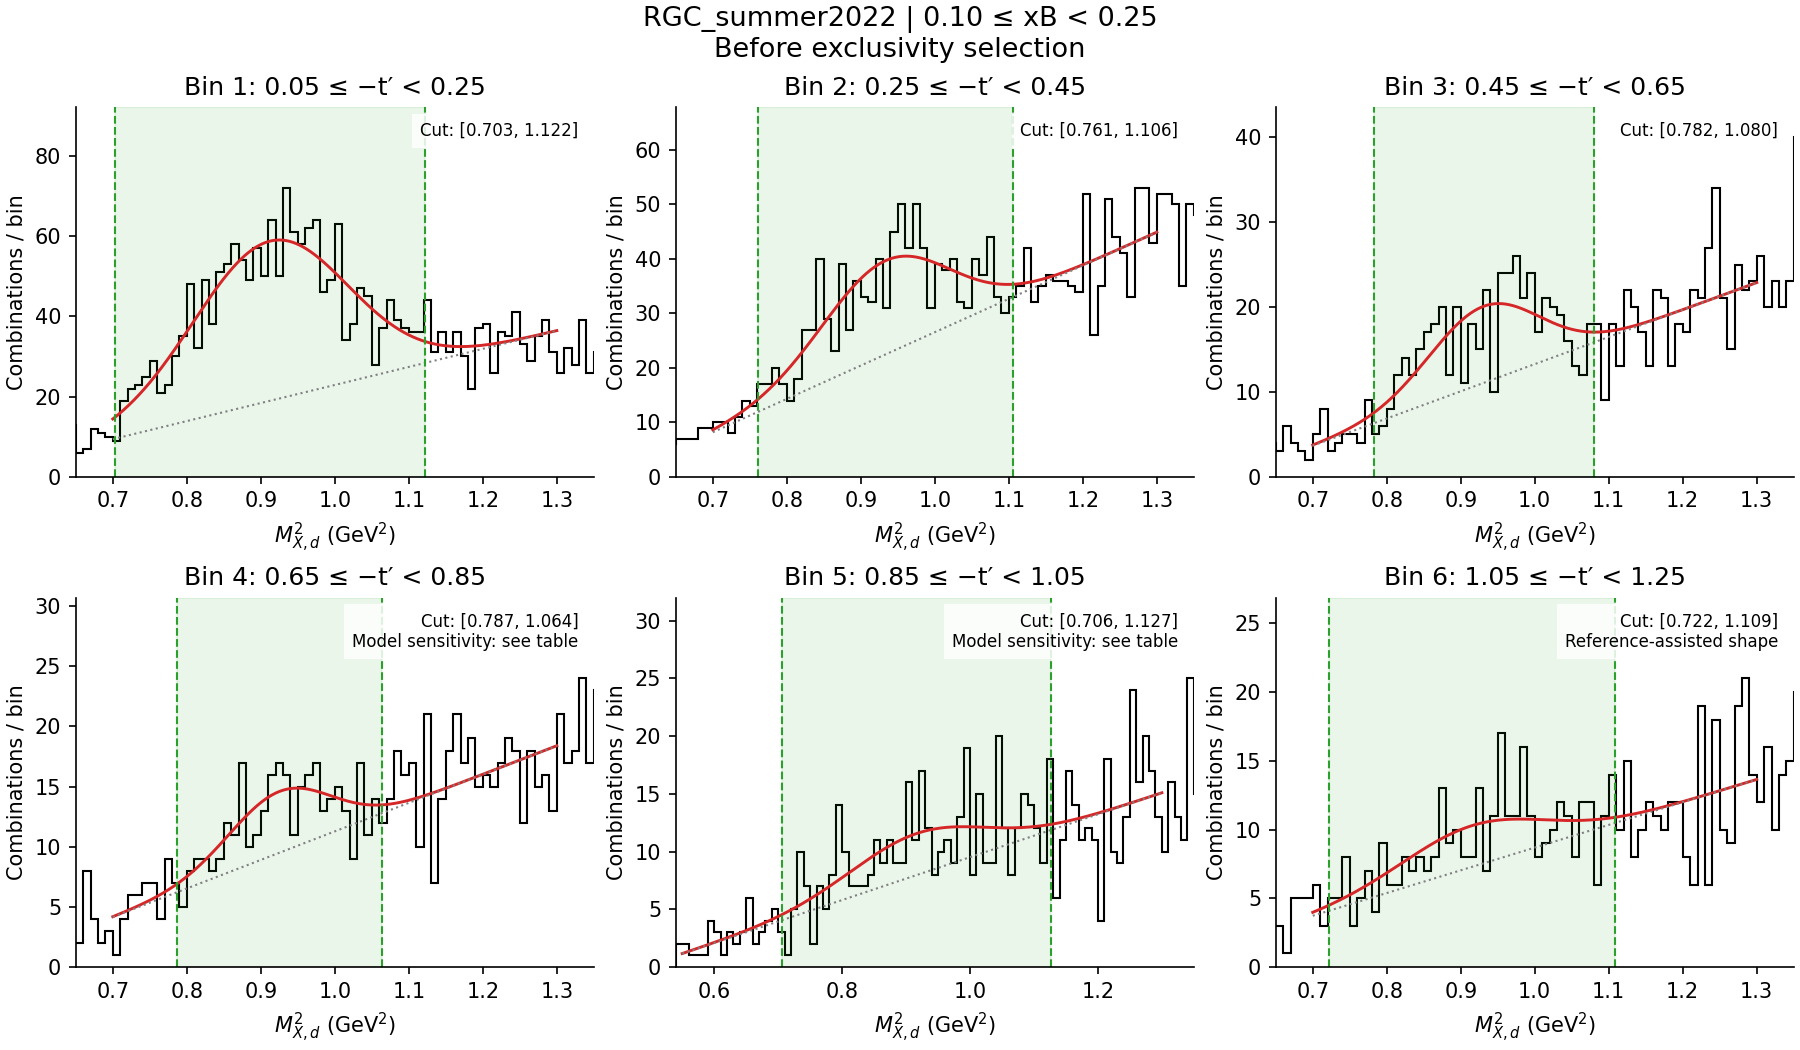 RGC_summer2022 | 0.10 ≤ xB < 0.25
Before exclusivity selection
Bin 1: 0.05 ≤ −t′ < 0.25
Cut: [0.703, 1.122]
Combinations / bin
0
20
40
60
80
0.7 0.8 0.9 1.0 1.1 1.2 1.3
M²X,d (GeV²)
Bin 2: 0.25 ≤ −t′ < 0.45
Cut: [0.761, 1.106]
Combinations / bin
0
10
20
30
40
50
60
0.7 0.8 0.9 1.0 1.1 1.2 1.3
M²X,d (GeV²)
Bin 3: 0.45 ≤ −t′ < 0.65
Cut: [0.782, 1.080]
Combinations / bin
0
10
20
30
40
0.7 0.8 0.9 1.0 1.1 1.2 1.3
M²X,d (GeV²)
Bin 4: 0.65 ≤ −t′ < 0.85
Cut: [0.787, 1.064]
Model sensitivity: see table
Combinations / bin
0
5
10
15
20
25
30
0.7 0.8 0.9 1.0 1.1 1.2 1.3
M²X,d (GeV²)
Bin 5: 0.85 ≤ −t′ < 1.05
Cut: [0.706, 1.127]
Model sensitivity: see table
Combinations / bin
0
5
10
15
20
25
30
0.6 0.8 1.0 1.2
M²X,d (GeV²)
Bin 6: 1.05 ≤ −t′ < 1.25
Cut: [0.722, 1.109]
Reference-assisted shape
Combinations / bin
0
5
10
15
20
25
0.7 0.8 0.9 1.0 1.1 1.2 1.3
M²X,d (GeV²)